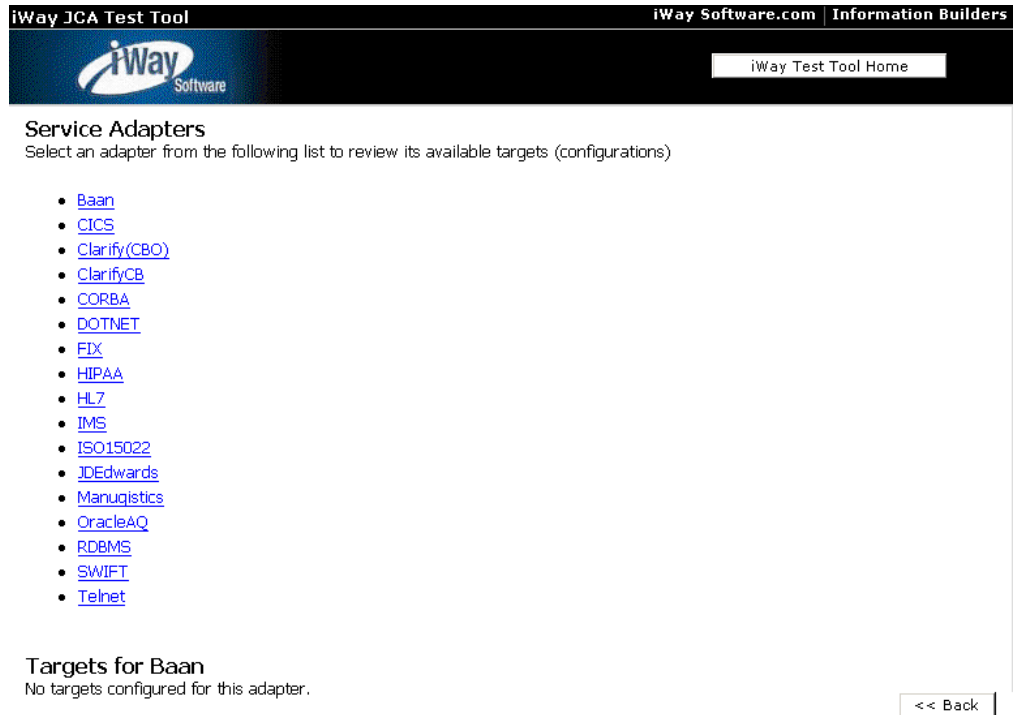 iWay JCA Test Tool
iWay Software.com | Information Builders
iWay Software
iWay Test Tool Home
Service Adapters
Select an adapter from the following list to review its available targets (configurations)
Baan
CICS
Clarify(CBO)
ClarifyCB
CORBA
DOTNET
FIX
HIPAA
HL7
IMS
ISO15022
JDEdwards
Manugistics
OracleAQ
RDBMS
SWIFT
Telnet
Targets for Baan
No targets configured for this adapter.
<< Back